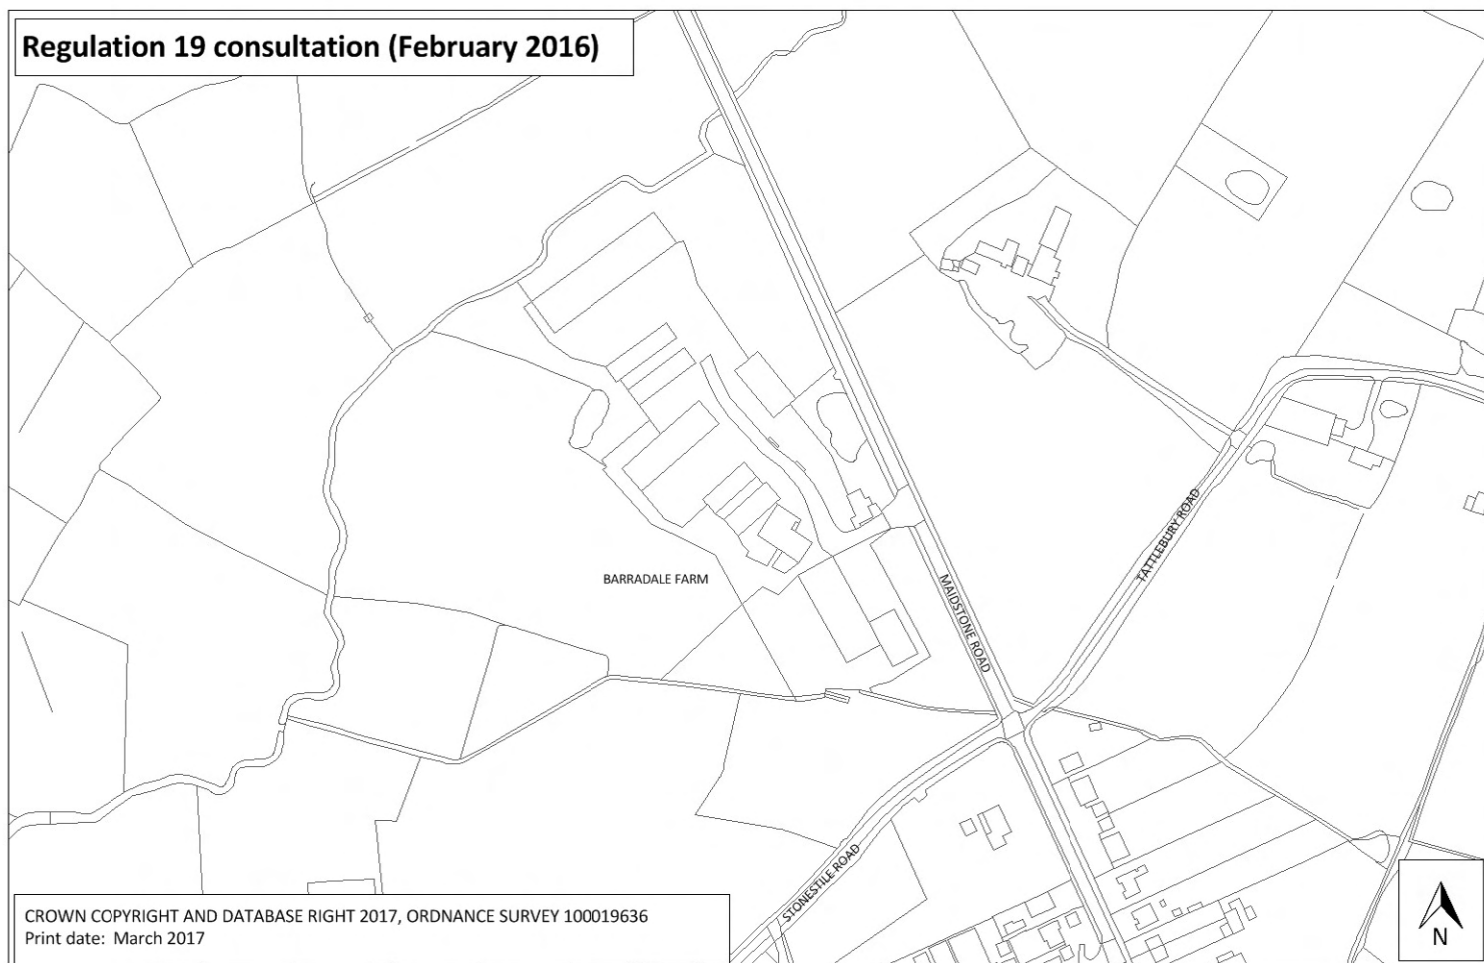 Regulation 19 consultation (February 2016)
TATTLEBURY ROAD
BARRADALE FARM
MAIDSTONE ROAD
STONESTILE ROAD
CROWN COPYRIGHT AND DATABASE RIGHT 2017, ORDNANCE SURVEY 100019636
Print date: March 2017
N